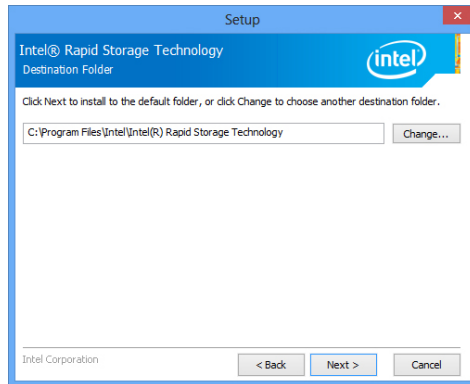 Setup
Intel® Rapid Storage Technology
Destination Folder
intel
Click Next to install to the default folder, or click Change to choose another destination folder.
C:\Program Files\Intel\Intel(R) Rapid Storage Technology
Change...
Intel Corporation
< Back
Next >
Cancel